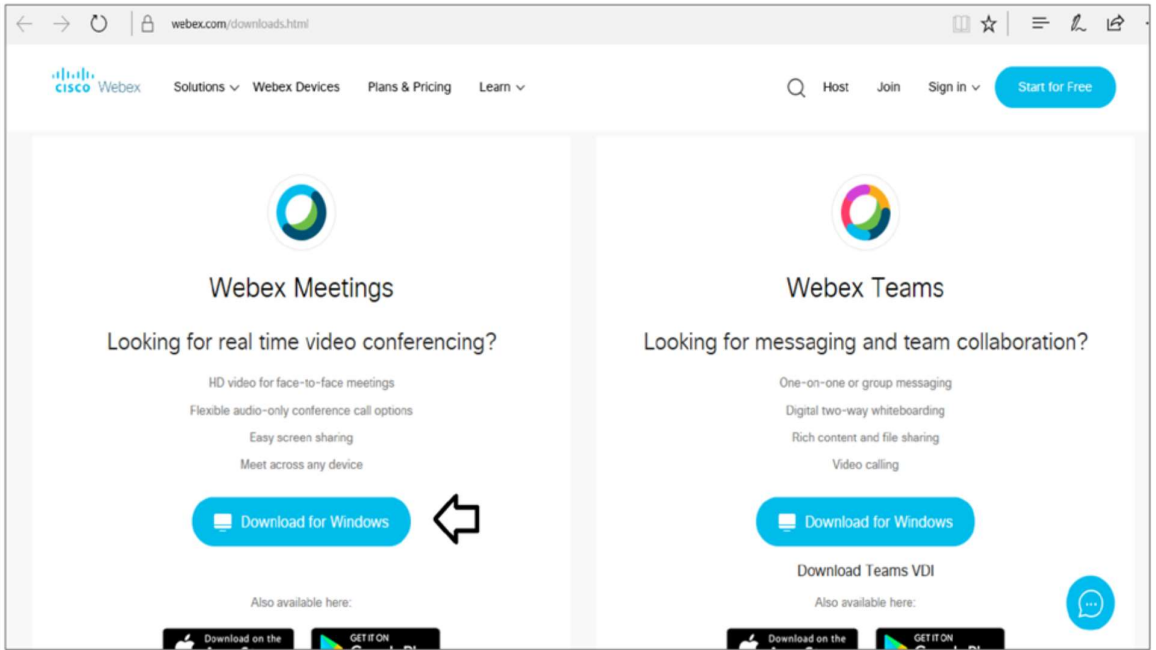 webex.com/downloads.html
CISCO Webex Solutions Webex Devices Plans & Pricing Learn Host Join Sign in Start for Free
Webex Meetings
Looking for real time video conferencing?
HD video for face-to-face meetings
Flexible audio-only conference call options
Easy screen sharing
Meet across any device
Download for Windows
Also available here:
Download on the
GET IT ON
Webex Teams
Looking for messaging and team collaboration?
One-on-one or group messaging
Digital two-way whiteboarding
Rich content and file sharing
Video calling
Download for Windows
Download Teams VDI
Also available here:
Download on the
GET IT ON